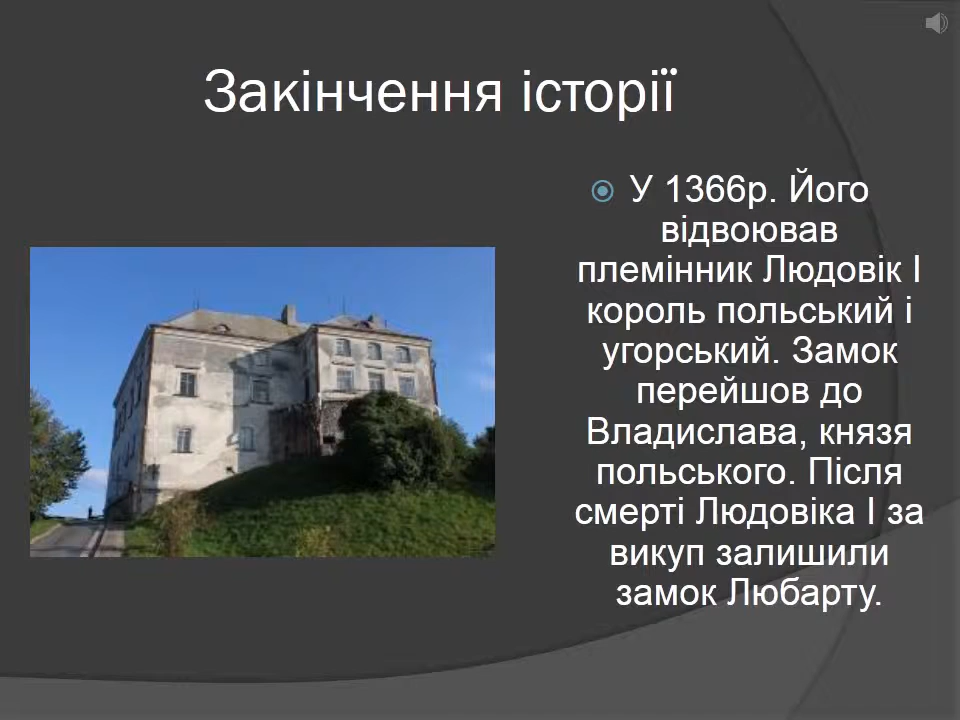 Закінчення історії
У 1366р. Його
відвоював
племінник Людовік І
король польський і
угорський. Замок
перейшов до
Владислава, князя
польського. Після
смерті Людовіка І за
викуп залишили
замок Любарту.